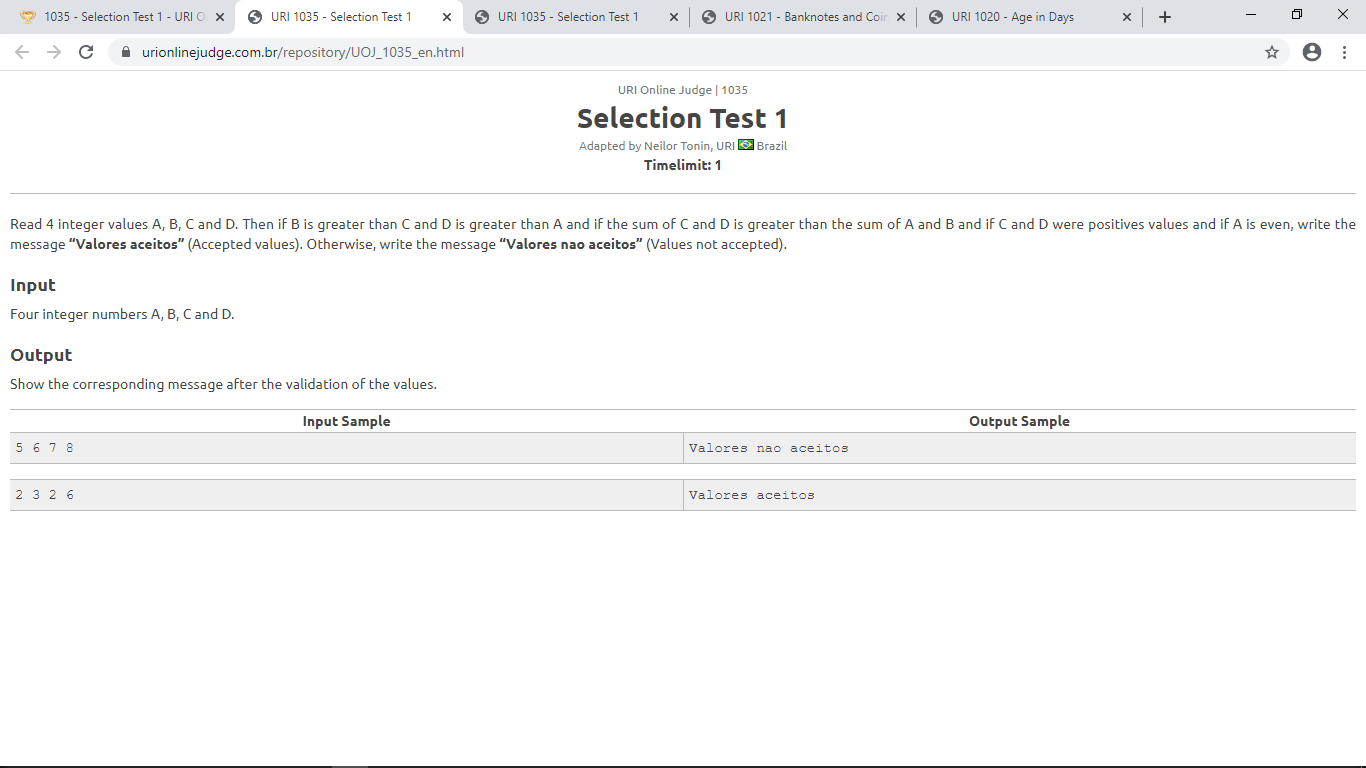 1035 - Selection Test 1 - URI O
URI 1035 - Selection Test 1
URI 1035 - Selection Test 1
URI 1021 - Banknotes and Coin
URI 1020 - Age in Days
urionlinejudge.com.br/repository/UOJ_1035_en.html
URI Online Judge | 1035
Selection Test 1
Adapted by Neilor Tonin, URI Brazil
Timelimit: 1
Read 4 integer values A, B, C and D. Then if B is greater than C and D is greater than A and if the sum of C and D is greater than the sum of A and B and if C and D were positives values and if A is even, write the
message “Valores aceitos” (Accepted values). Otherwise, write the message “Valores nao aceitos” (Values not accepted).
Input
Four integer numbers A, B, C and D.
Output
Show the corresponding message after the validation of the values.
Input Sample Output Sample
5 6 7 8 Valores nao aceitos
2 3 2 6 Valores aceitos